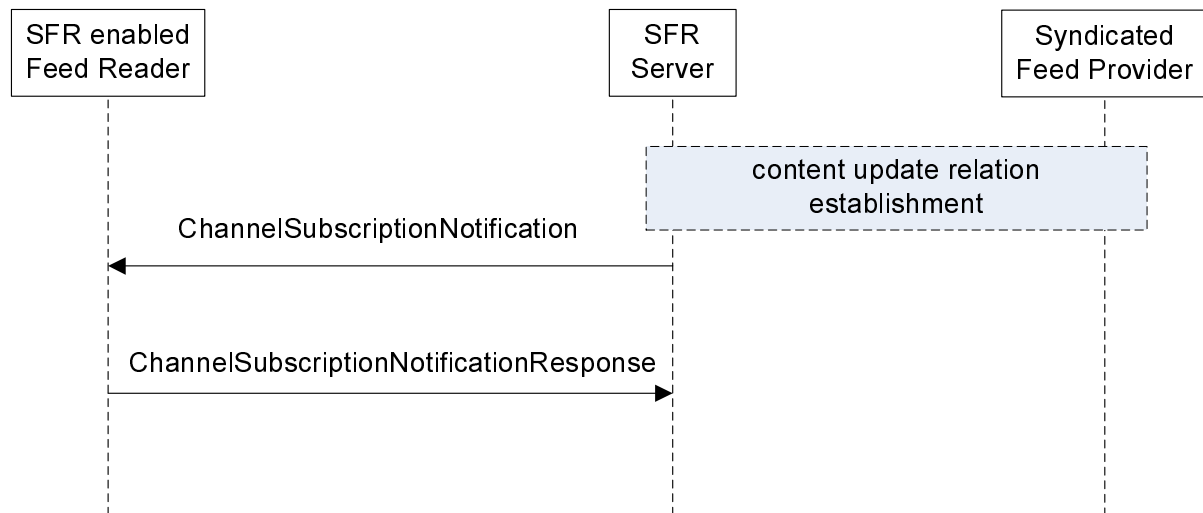 SFR enabled
Feed Reader
SFR
Server
Syndicated
Feed Provider
content update relation
establishment
ChannelSubscriptionNotification
ChannelSubscriptionNotificationResponse